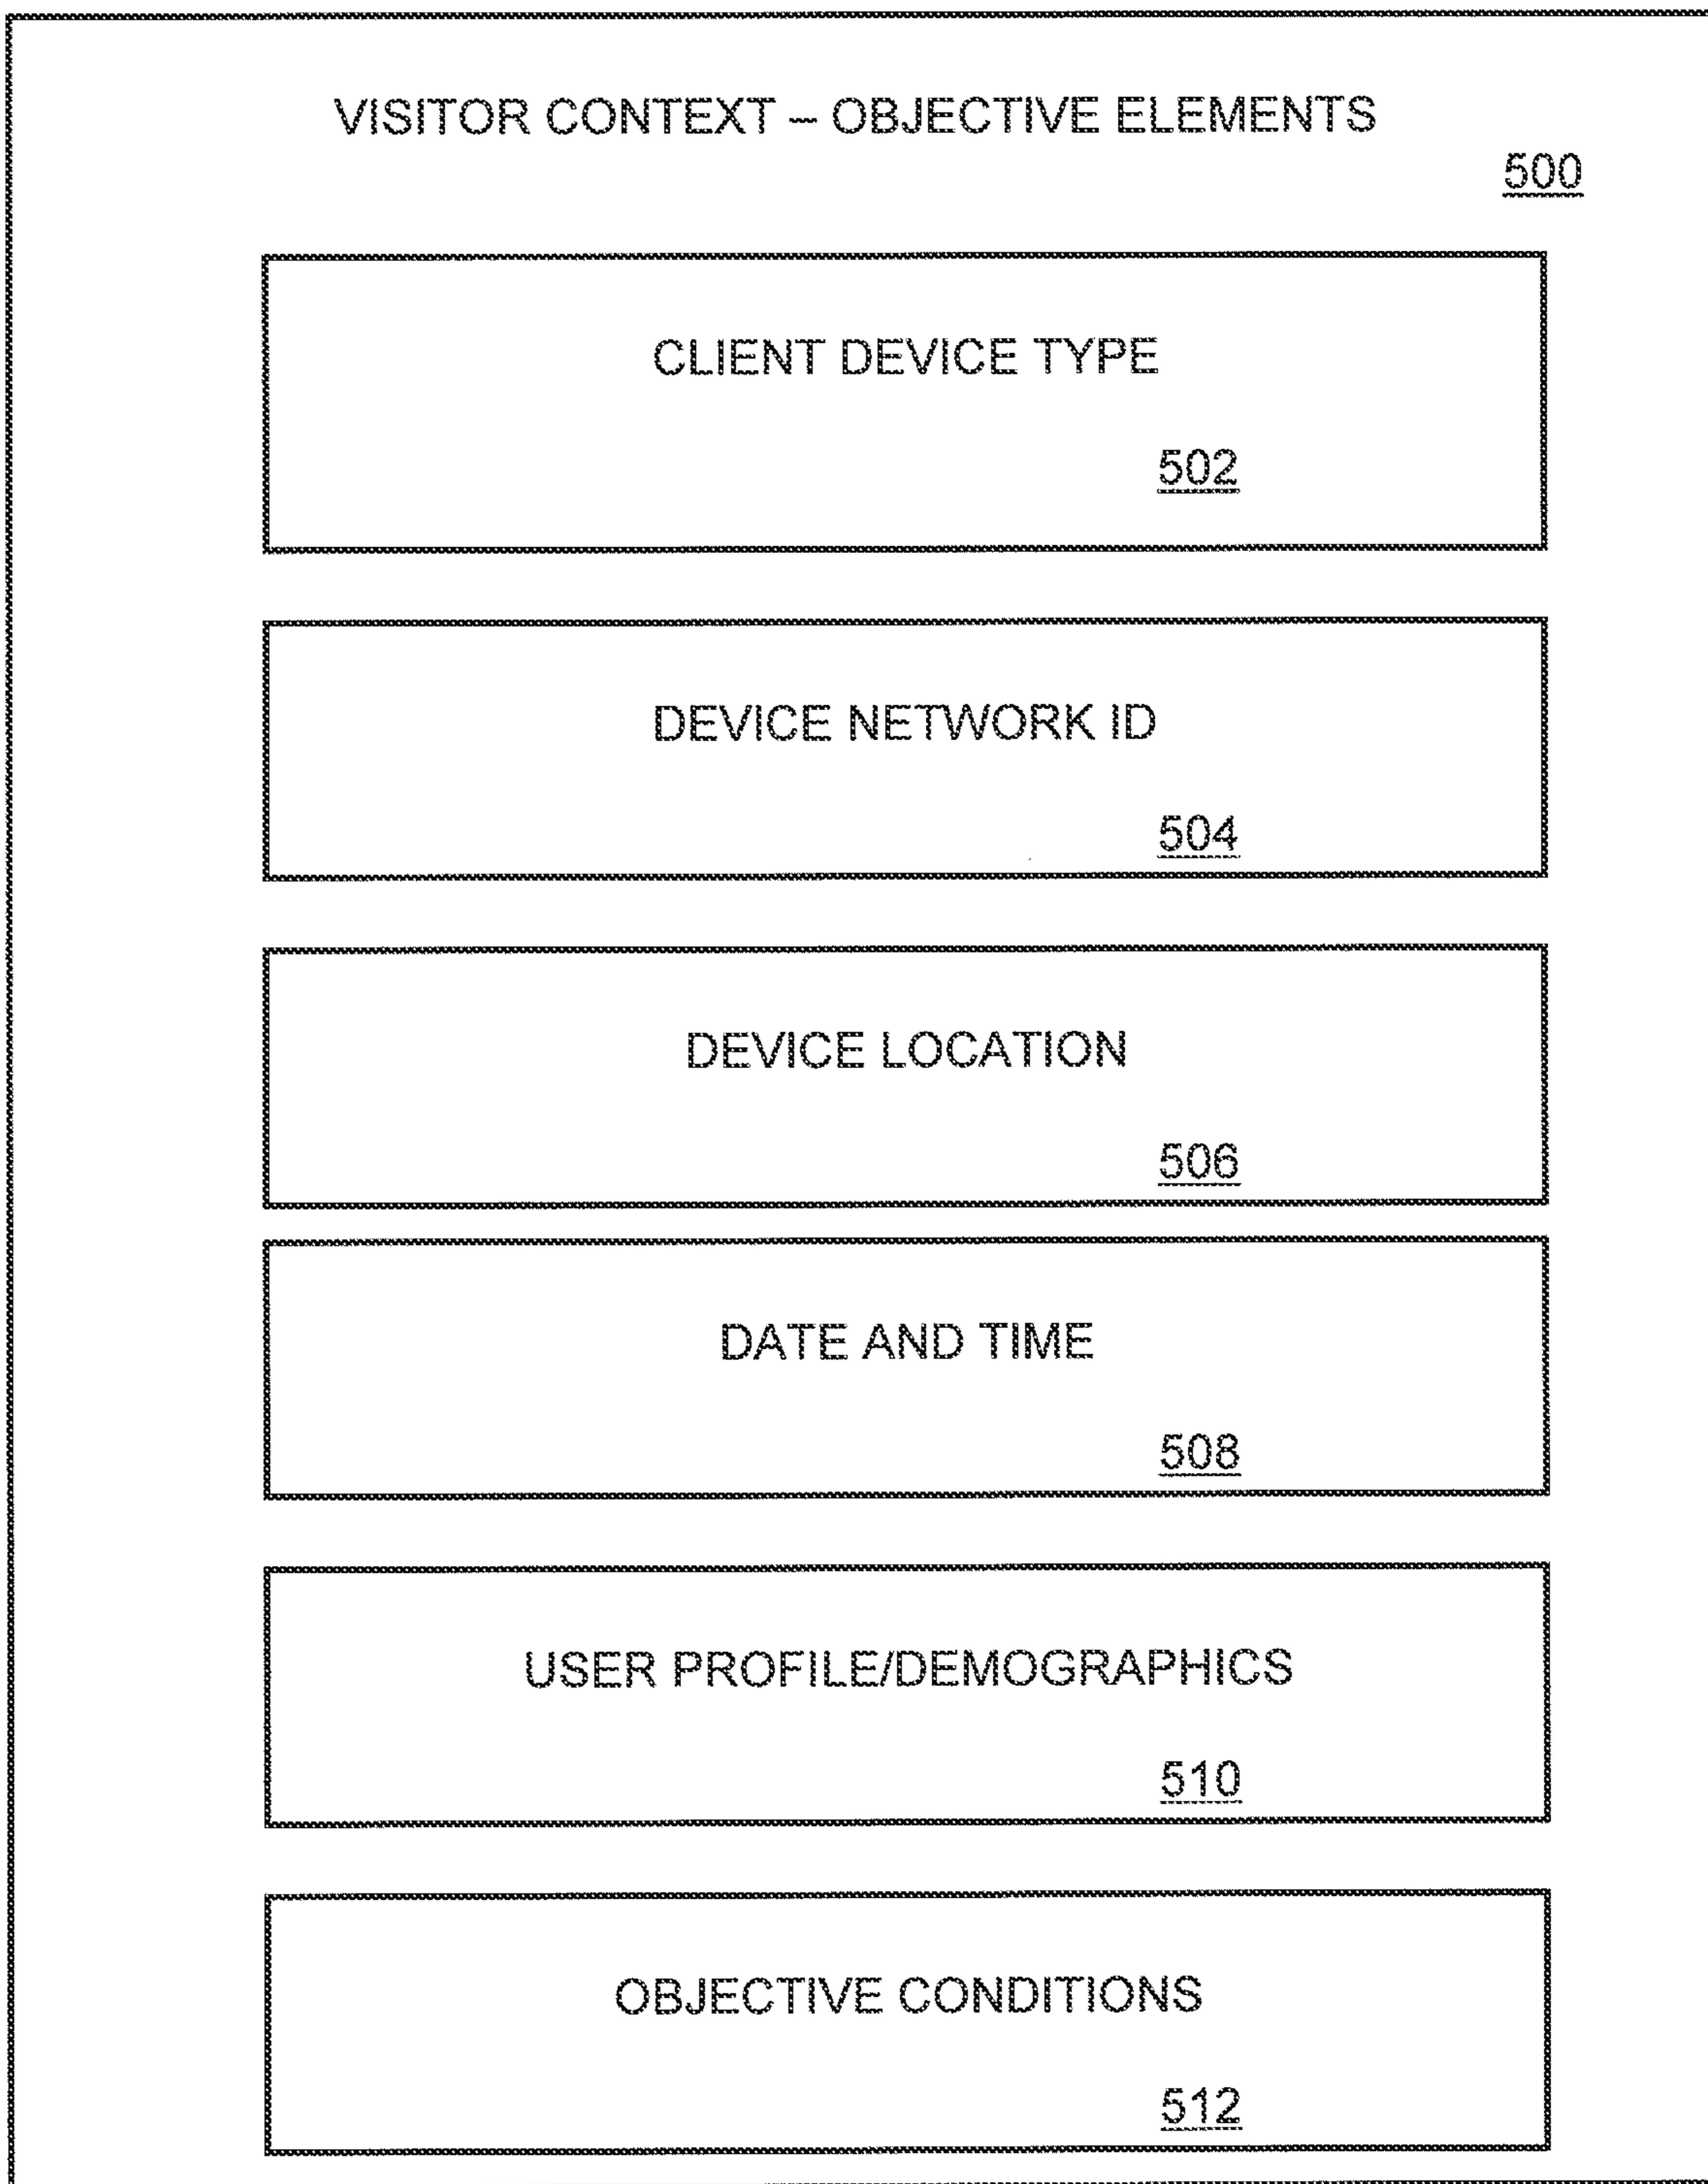 VISITOR CONTEXT – OBJECTIVE ELEMENTS
500
CLIENT DEVICE TYPE
502
DEVICE NETWORK ID
504
DEVICE LOCATION
506
DATE AND TIME
508
USER PROFILE/DEMOGRAPHICS
510
OBJECTIVE CONDITIONS
512